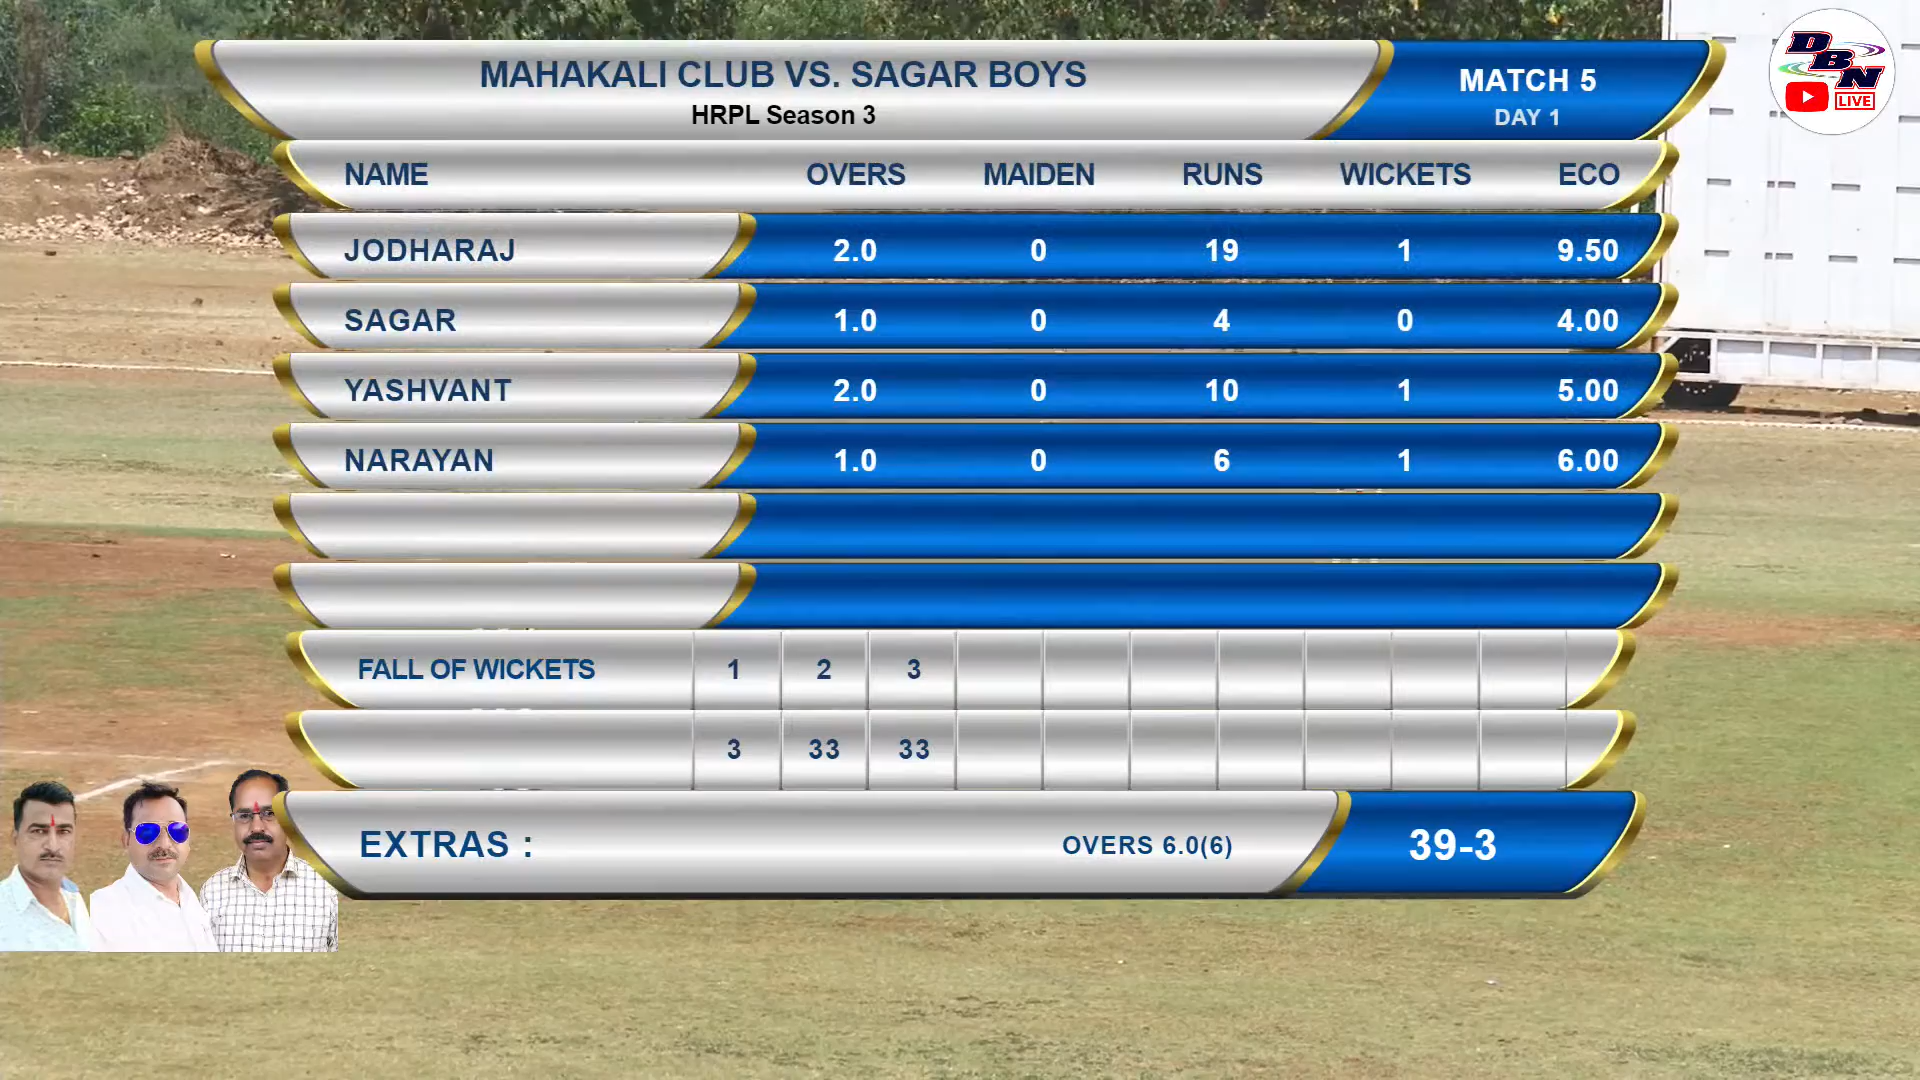 MAHAKALI CLUB VS. SAGAR BOYS
HRPL Season 3
MATCH 5
DAY 1
DBN
LIVE
NAME OVERS MAIDEN RUNS WICKETS ECO
JODHARAJ 2.0 0 19 1 9.50
SAGAR 1.0 0 4 0 4.00
YASHVANT 2.0 0 10 1 5.00
NARAYAN 1.0 0 6 1 6.00
FALL OF WICKETS 1 2 3
3 33 33
EXTRAS : OVERS 6.0(6) 39-3